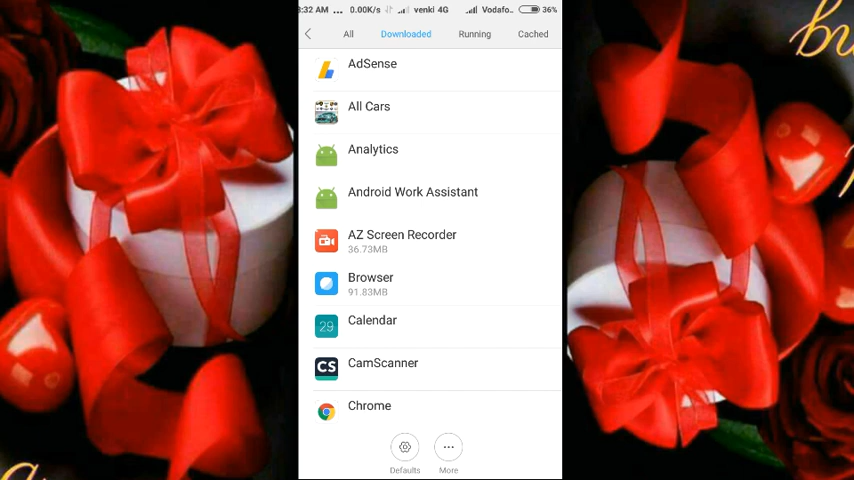 3:32 AM ... 0.00K/s venki 4G Vodafo.. 36%
All Downloaded Running Cached
AdSense
All Cars
Analytics
Android Work Assistant
AZ Screen Recorder
36.73MB
Browser
91.83MB
29
Calendar
CS
CamScanner
Chrome
Defaults More
bu